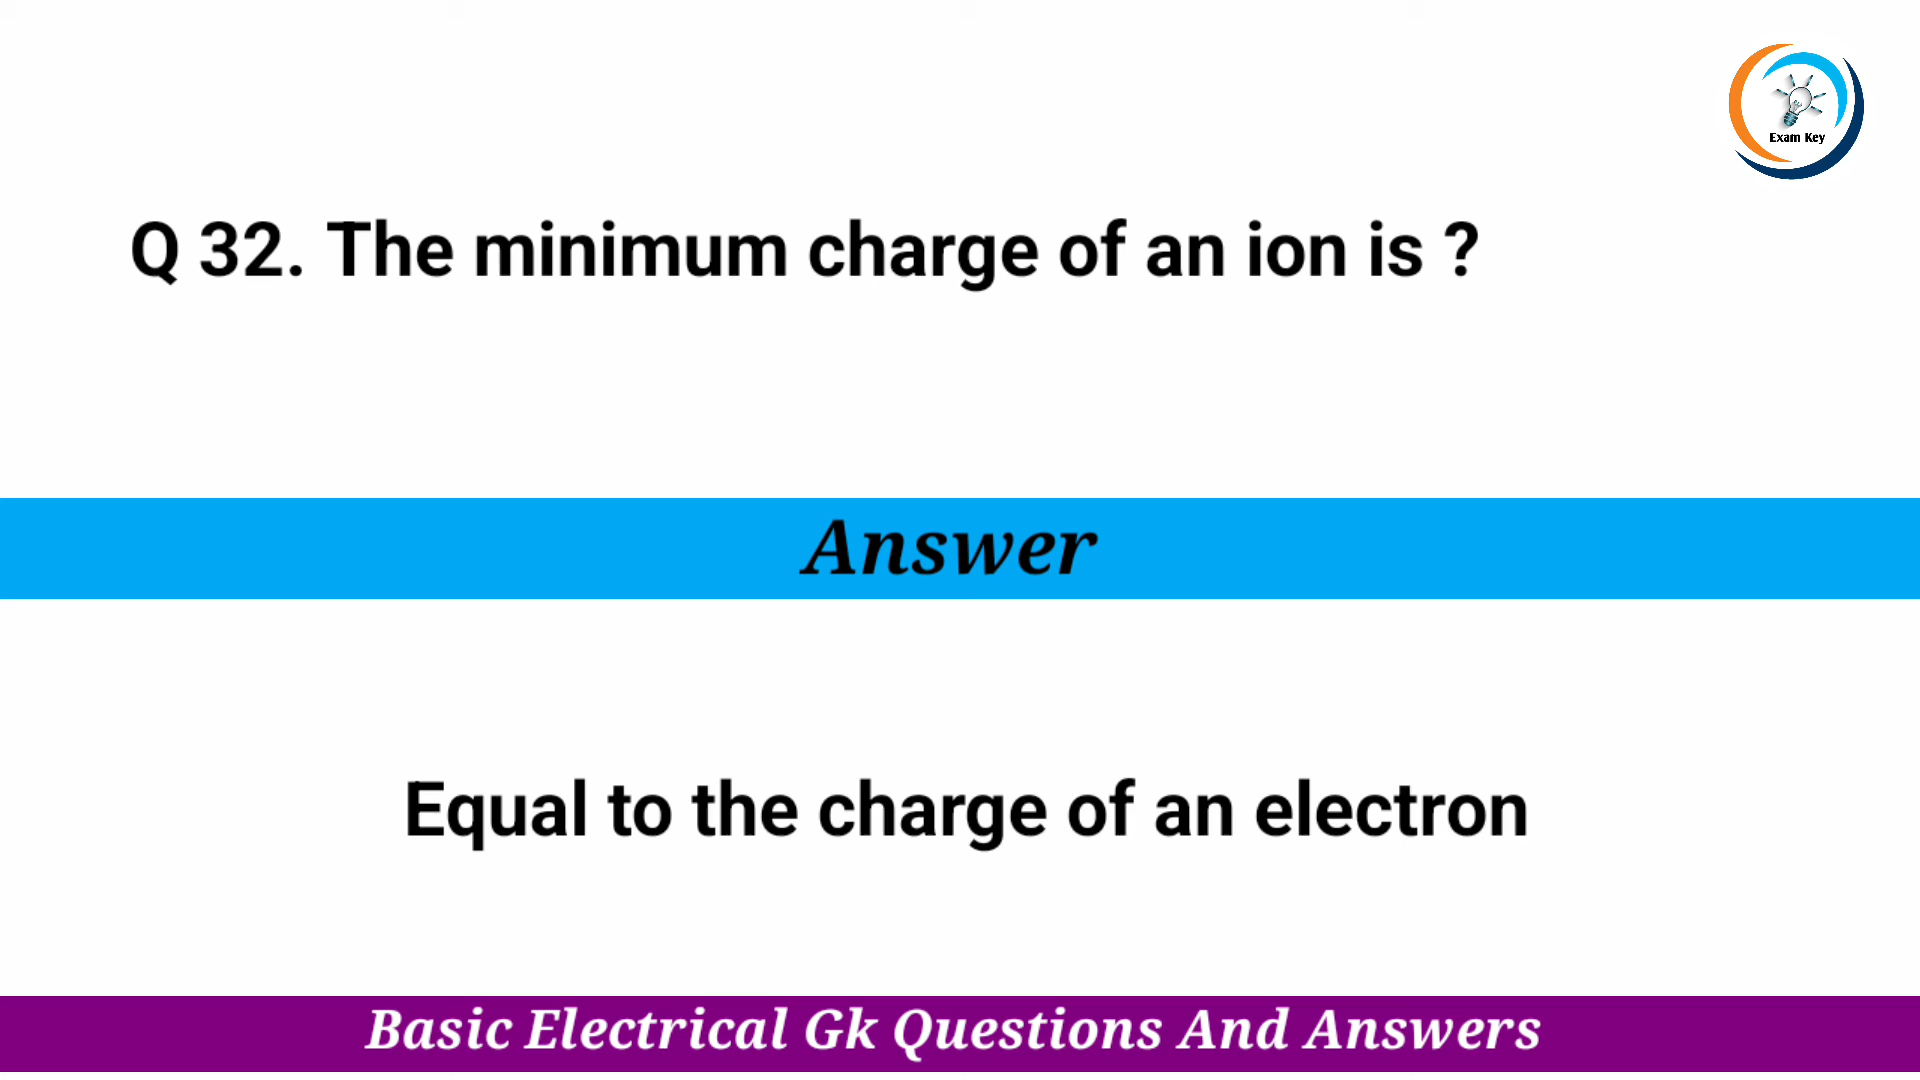 Exam Key
Q 32. The minimum charge of an ion is ?
Answer
Equal to the charge of an electron
Basic Electrical Gk Questions And Answers